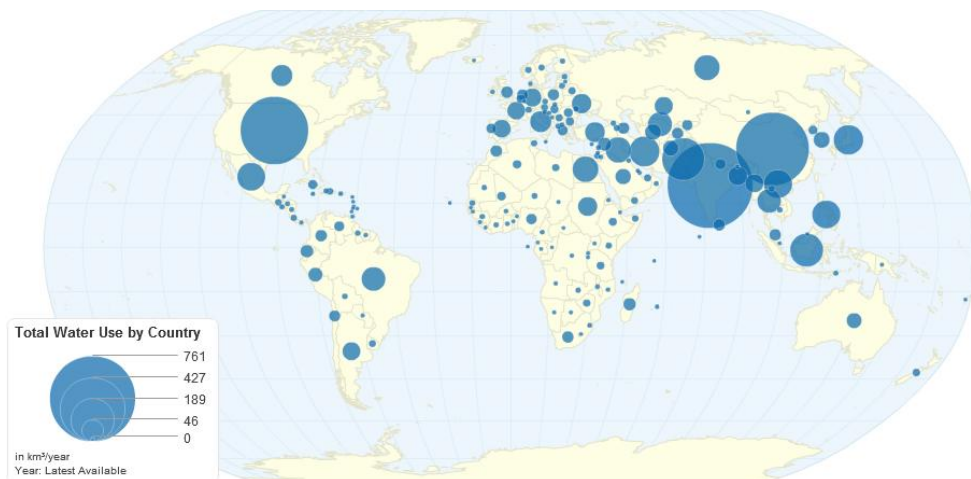 Total Water Use by Country
761
427
189
46
0
in km³/year
Year: Latest Available